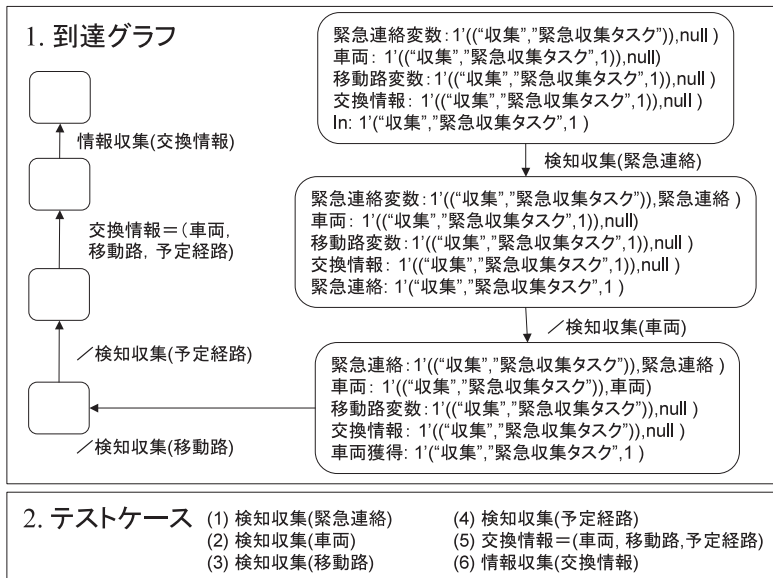 1. 到達グラフ
緊急連絡変数：1’((“収集”,”緊急収集タスク”)),null )
車両：1’((“収集”,”緊急収集タスク”,1)),null)
移動路変数：1’((“収集”,”緊急収集タスク”,1)),null )
交換情報：1’((“収集”,”緊急収集タスク”,1)),null )
In: 1’(“収集”,”緊急収集タスク”,1 )
検知収集(緊急連絡)
緊急連絡変数：1’((“収集”,”緊急収集タスク”)),緊急連絡 )
車両：1’((“収集”,”緊急収集タスク”,1)),null)
移動路変数：1’((“収集”,”緊急収集タスク”,1)),null )
交換情報：1’((“収集”,”緊急収集タスク”,1)),null )
緊急連絡：1’(“収集”,”緊急収集タスク”,1 )
／検知収集(車両)
緊急連絡：1’((“収集”,”緊急収集タスク”)),緊急連絡 )
車両：1’((“収集”,”緊急収集タスク”)),車両)
移動路変数：1’((“収集”,”緊急収集タスク”)),null )
交換情報：1’((“収集”,”緊急収集タスク”)),null )
車両獲得：1’(“収集”,”緊急収集タスク”,1 )
／検知収集(移動路)
／検知収集(予定経路)
交換情報＝(車両,
移動路, 予定経路)
情報収集(交換情報)
2. テストケース
(1) 検知収集(緊急連絡)
(2) 検知収集(車両)
(3) 検知収集(移動路)
(4) 検知収集(予定経路)
(5) 交換情報＝(車両, 移動路,予定経路)
(6) 情報収集(交換情報)